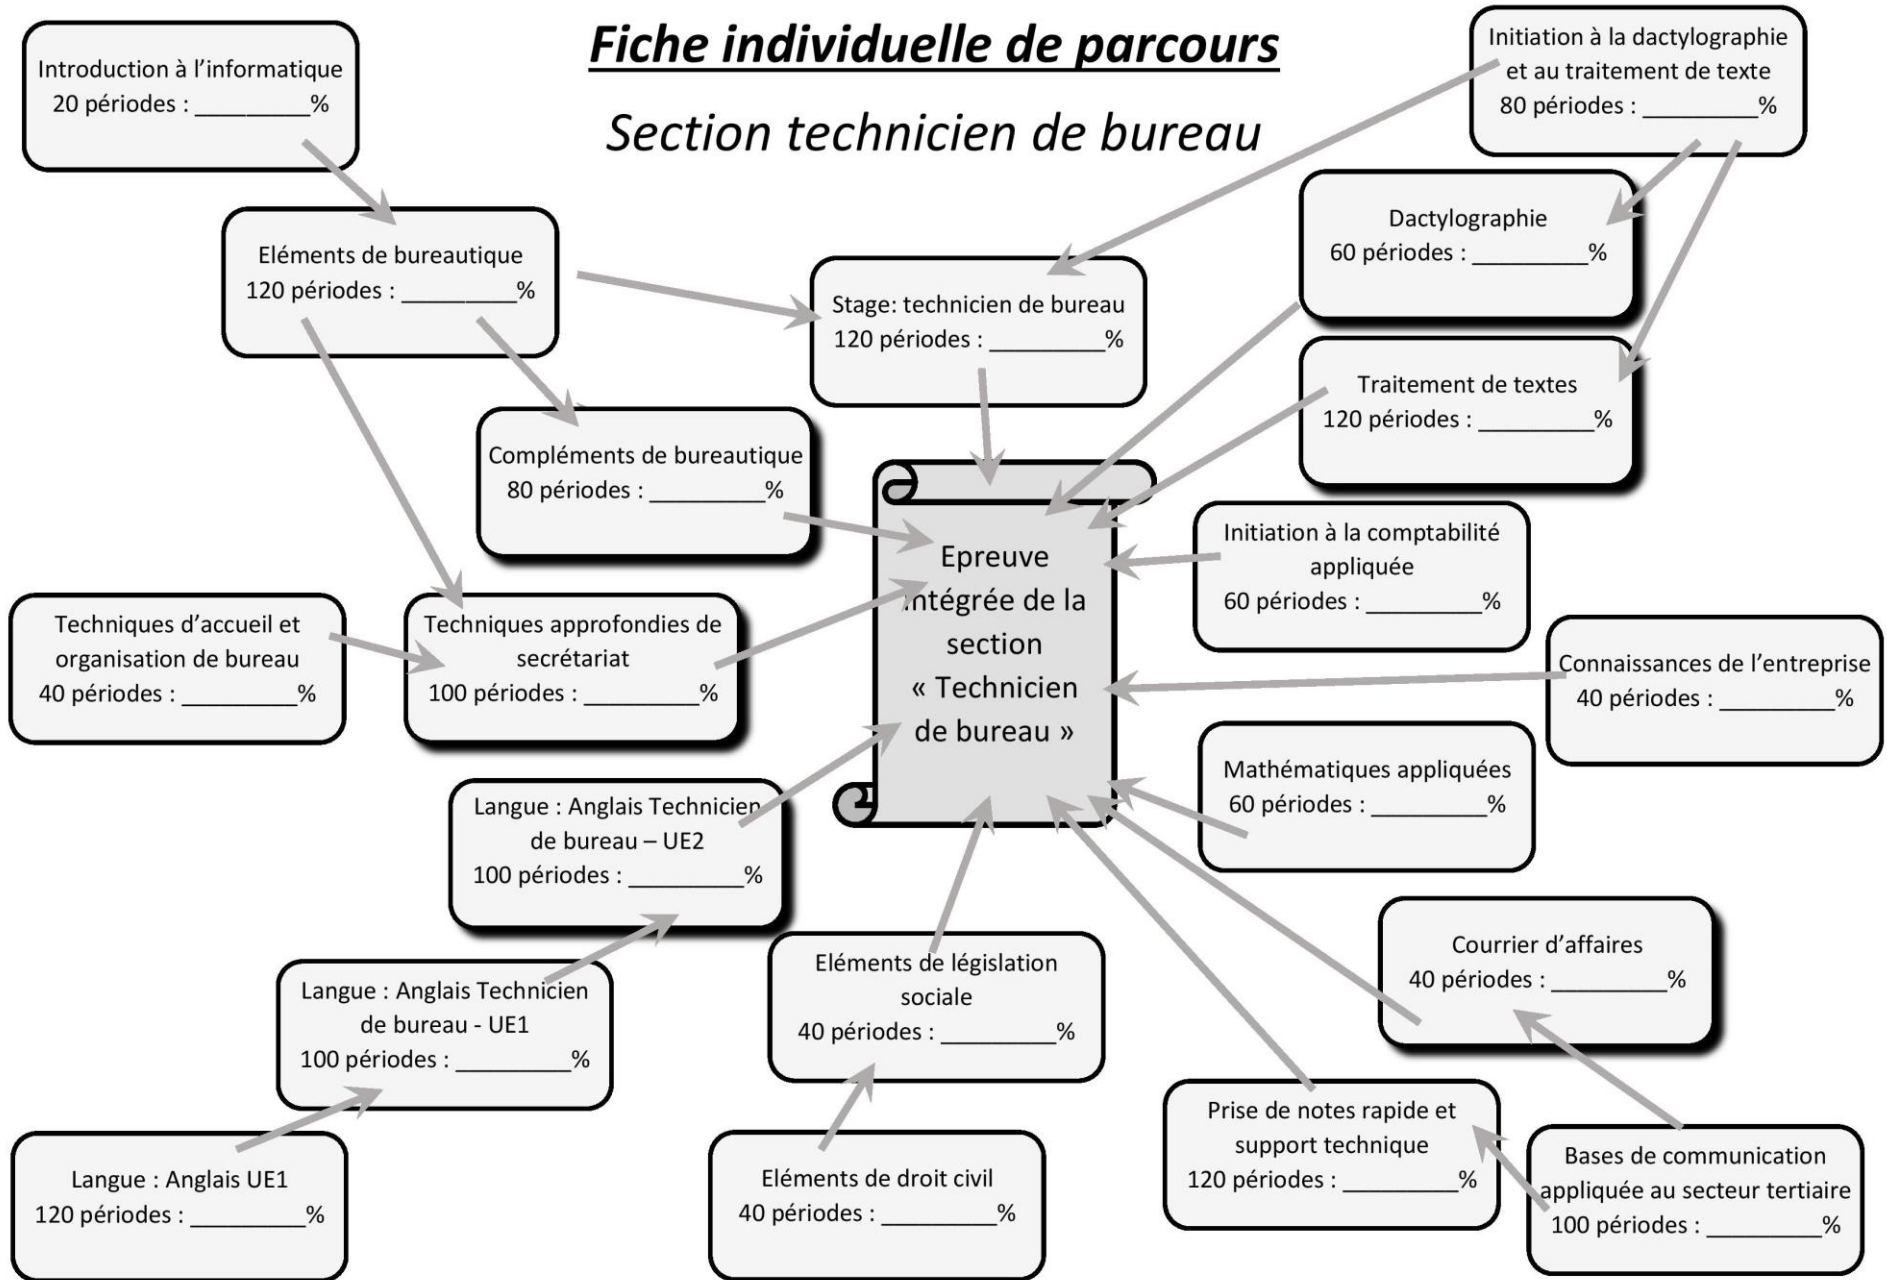 Fiche individuelle de parcours
Section technicien de bureau
Introduction à l'informatique
20 périodes : _________%
Initiation à la dactylographie
et au traitement de texte
80 périodes : _________%
Dactylographie
60 périodes : _________%
Eléments de bureautique
120 périodes : _________%
Stage: technicien de bureau
120 périodes : _________%
Traitement de textes
120 périodes : _________%
Compléments de bureautique
80 périodes : _________%
Initiation à la comptabilité
appliquée
60 périodes : _________%
Epreuve
intégrée de la
section
« Technicien
de bureau »
Techniques d'accueil et
organisation de bureau
40 périodes : _________%
Techniques approfondies de
secrétariat
100 périodes : _________%
Connaissances de l'entreprise
40 périodes : _________%
Mathématiques appliquées
60 périodes : _________%
Langue : Anglais Technicien
de bureau – UE2
100 périodes : _________%
Courrier d'affaires
40 périodes : _________%
Eléments de législation
sociale
40 périodes : _________%
Langue : Anglais Technicien
de bureau - UE1
100 périodes : _________%
Prise de notes rapide et
support technique
120 périodes : _________%
Bases de communication
appliquée au secteur tertiaire
100 périodes : _________%
Langue : Anglais UE1
120 périodes : _________%
Eléments de droit civil
40 périodes : _________%